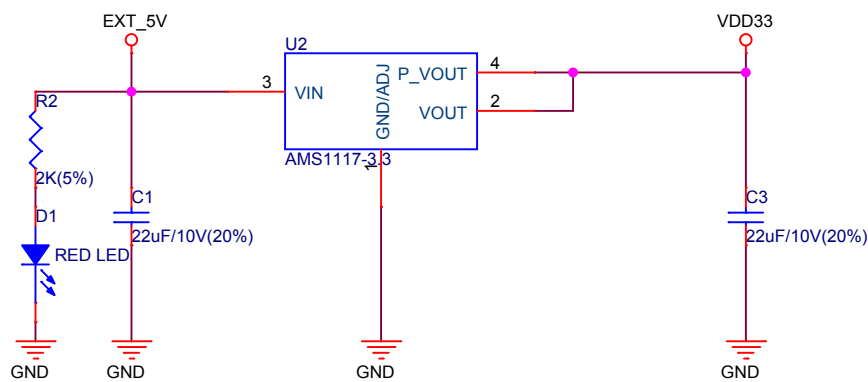 EXT_5V
VDD33
U2
3
VIN
GND/ADJ
P_VOUT
4
VOUT
2
AMS1117-3.3
1
R2
2K(5%)
D1
RED LED
C1
22uF/10V(20%)
C3
22uF/10V(20%)
GND
GND
GND
GND